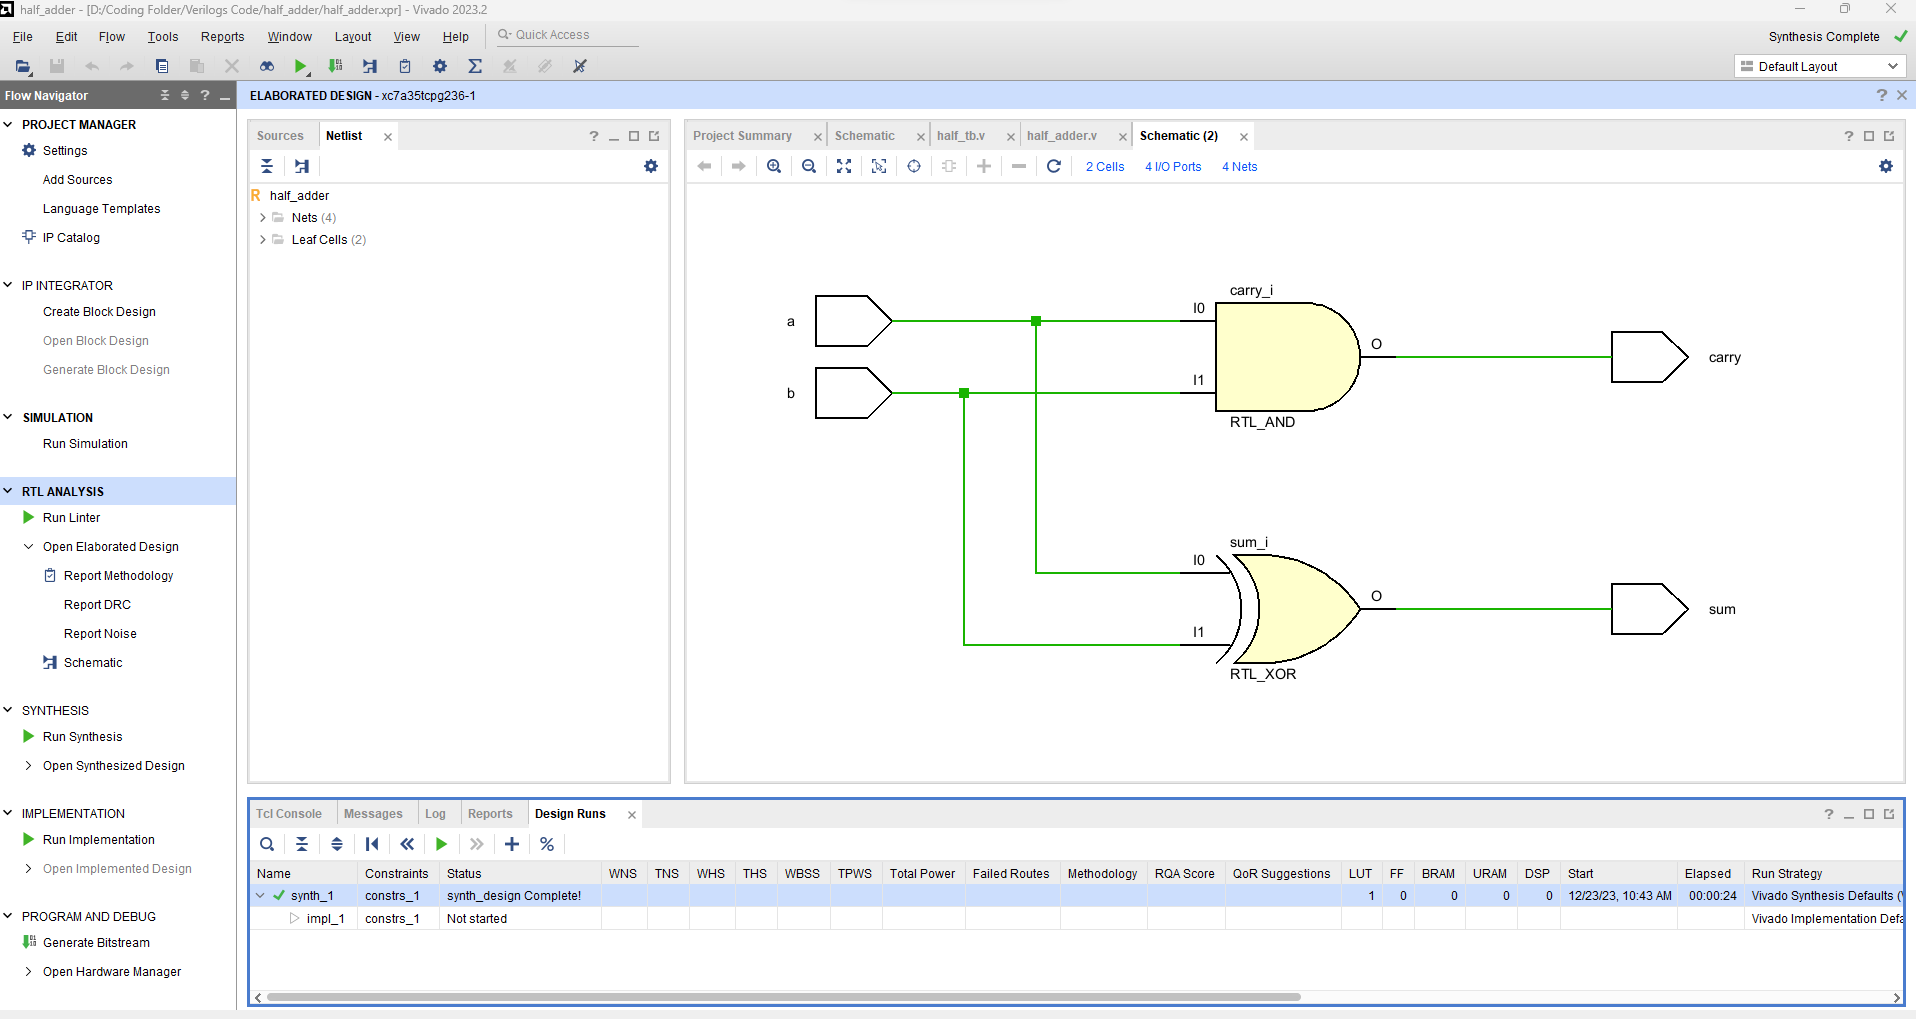 half_adder - [D:/Coding Folder/Verilogs Code/half_adder/half_adder.xpr] - Vivado 2023.2
File Edit Flow Tools Reports Window Layout View Help Quick Access
Synthesis Complete
Default Layout
Flow Navigator
ELABORATED DESIGN - xc7a35tcpg236-1
PROJECT MANAGER
Settings
Add Sources
Language Templates
IP Catalog
IP INTEGRATOR
Create Block Design
Open Block Design
Generate Block Design
SIMULATION
Run Simulation
RTL ANALYSIS
Run Linter
Open Elaborated Design
Report Methodology
Report DRC
Report Noise
Schematic
SYNTHESIS
Run Synthesis
Open Synthesized Design
IMPLEMENTATION
Run Implementation
Open Implemented Design
PROGRAM AND DEBUG
Generate Bitstream
Open Hardware Manager
Sources Netlist
half_adder
Nets (4)
Leaf Cells (2)
Project Summary Schematic half_tb.v half_adder.v Schematic (2)
2 Cells 4 I/O Ports 4 Nets
carry_i
I0
a
O
carry
I1
b
RTL_AND
sum_i
I0
O
sum
I1
RTL_XOR
Tcl Console Messages Log Reports Design Runs
Name Constraints Status WNS TNS WHS THS WBSS TPWS Total Power Failed Routes Methodology RQA Score QoR Suggestions LUT FF BRAM URAM DSP Start Elapsed Run Strategy
synth_1 constrs_1 synth_design Complete! 1 0 0 0 0 12/23/23, 10:43 AM 00:00:24 Vivado Synthesis Defaults (
impl_1 constrs_1 Not started Vivado Implementation Defa